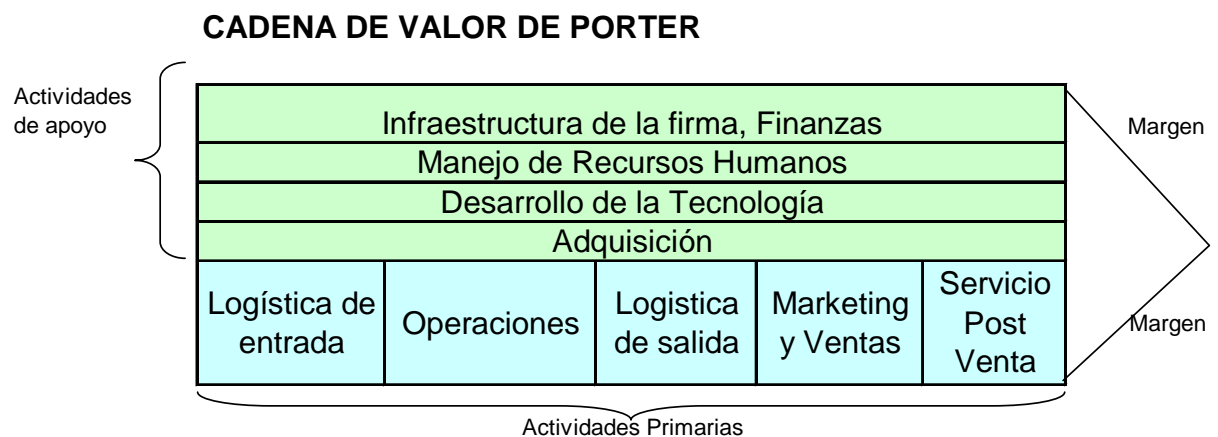 CADENA DE VALOR DE PORTER
Actividades
de apoyo
Infraestructura de la firma, Finanzas
Margen
Manejo de Recursos Humanos
Desarrollo de la Tecnología
Adquisición
Logística de
entrada
Operaciones
Logistica
de salida
Marketing
y Ventas
Servicio
Post
Venta
Margen
Actividades Primarias